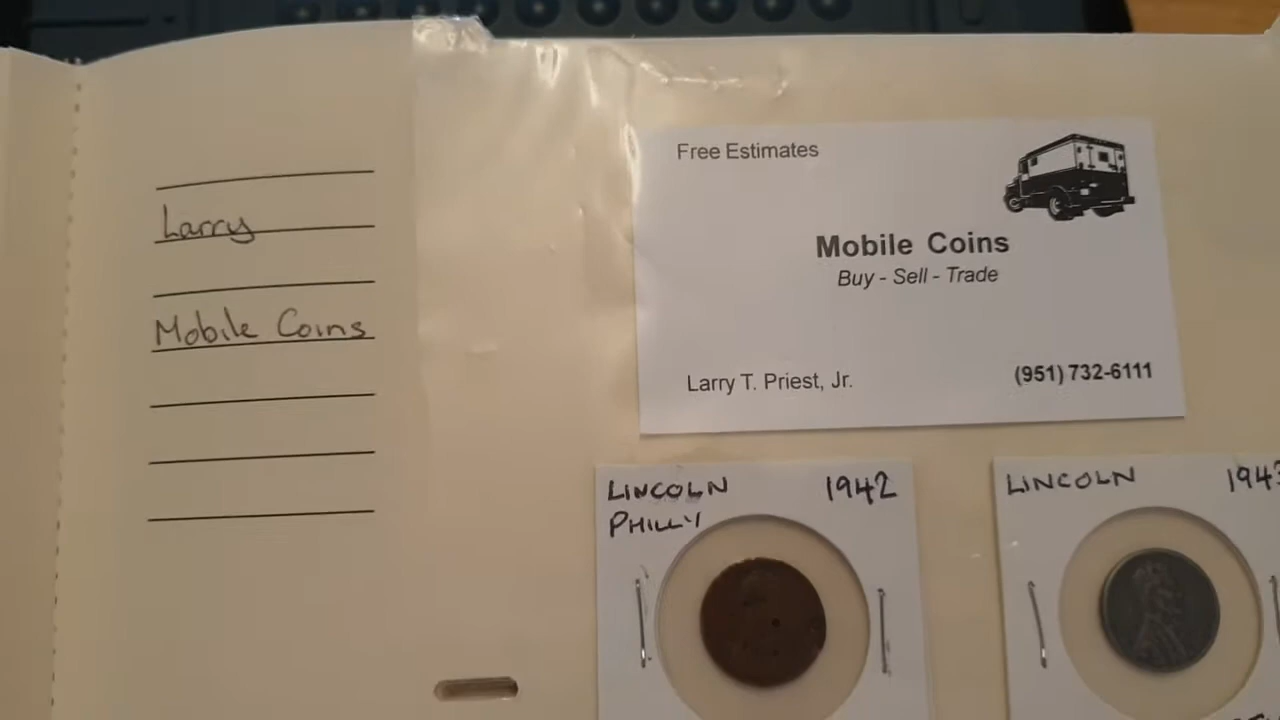 Larry
Mobile Coins
Free Estimates
Mobile Coins
Buy - Sell - Trade
Larry T. Priest, Jr.
(951) 732-6111
LINCOLN 1942
PHILLY
LINCOLN 1943